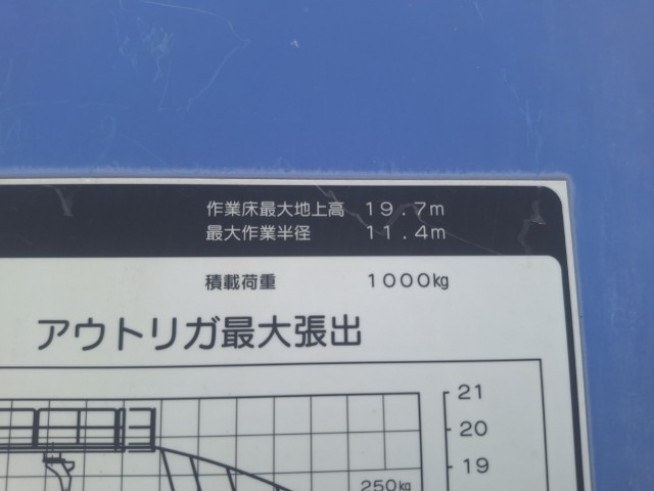 作業床最大地上高 19.7m
最大作業半径 11.4m
積載荷重 1000kg
アウトリガ最大張出
21
20
19
250kg